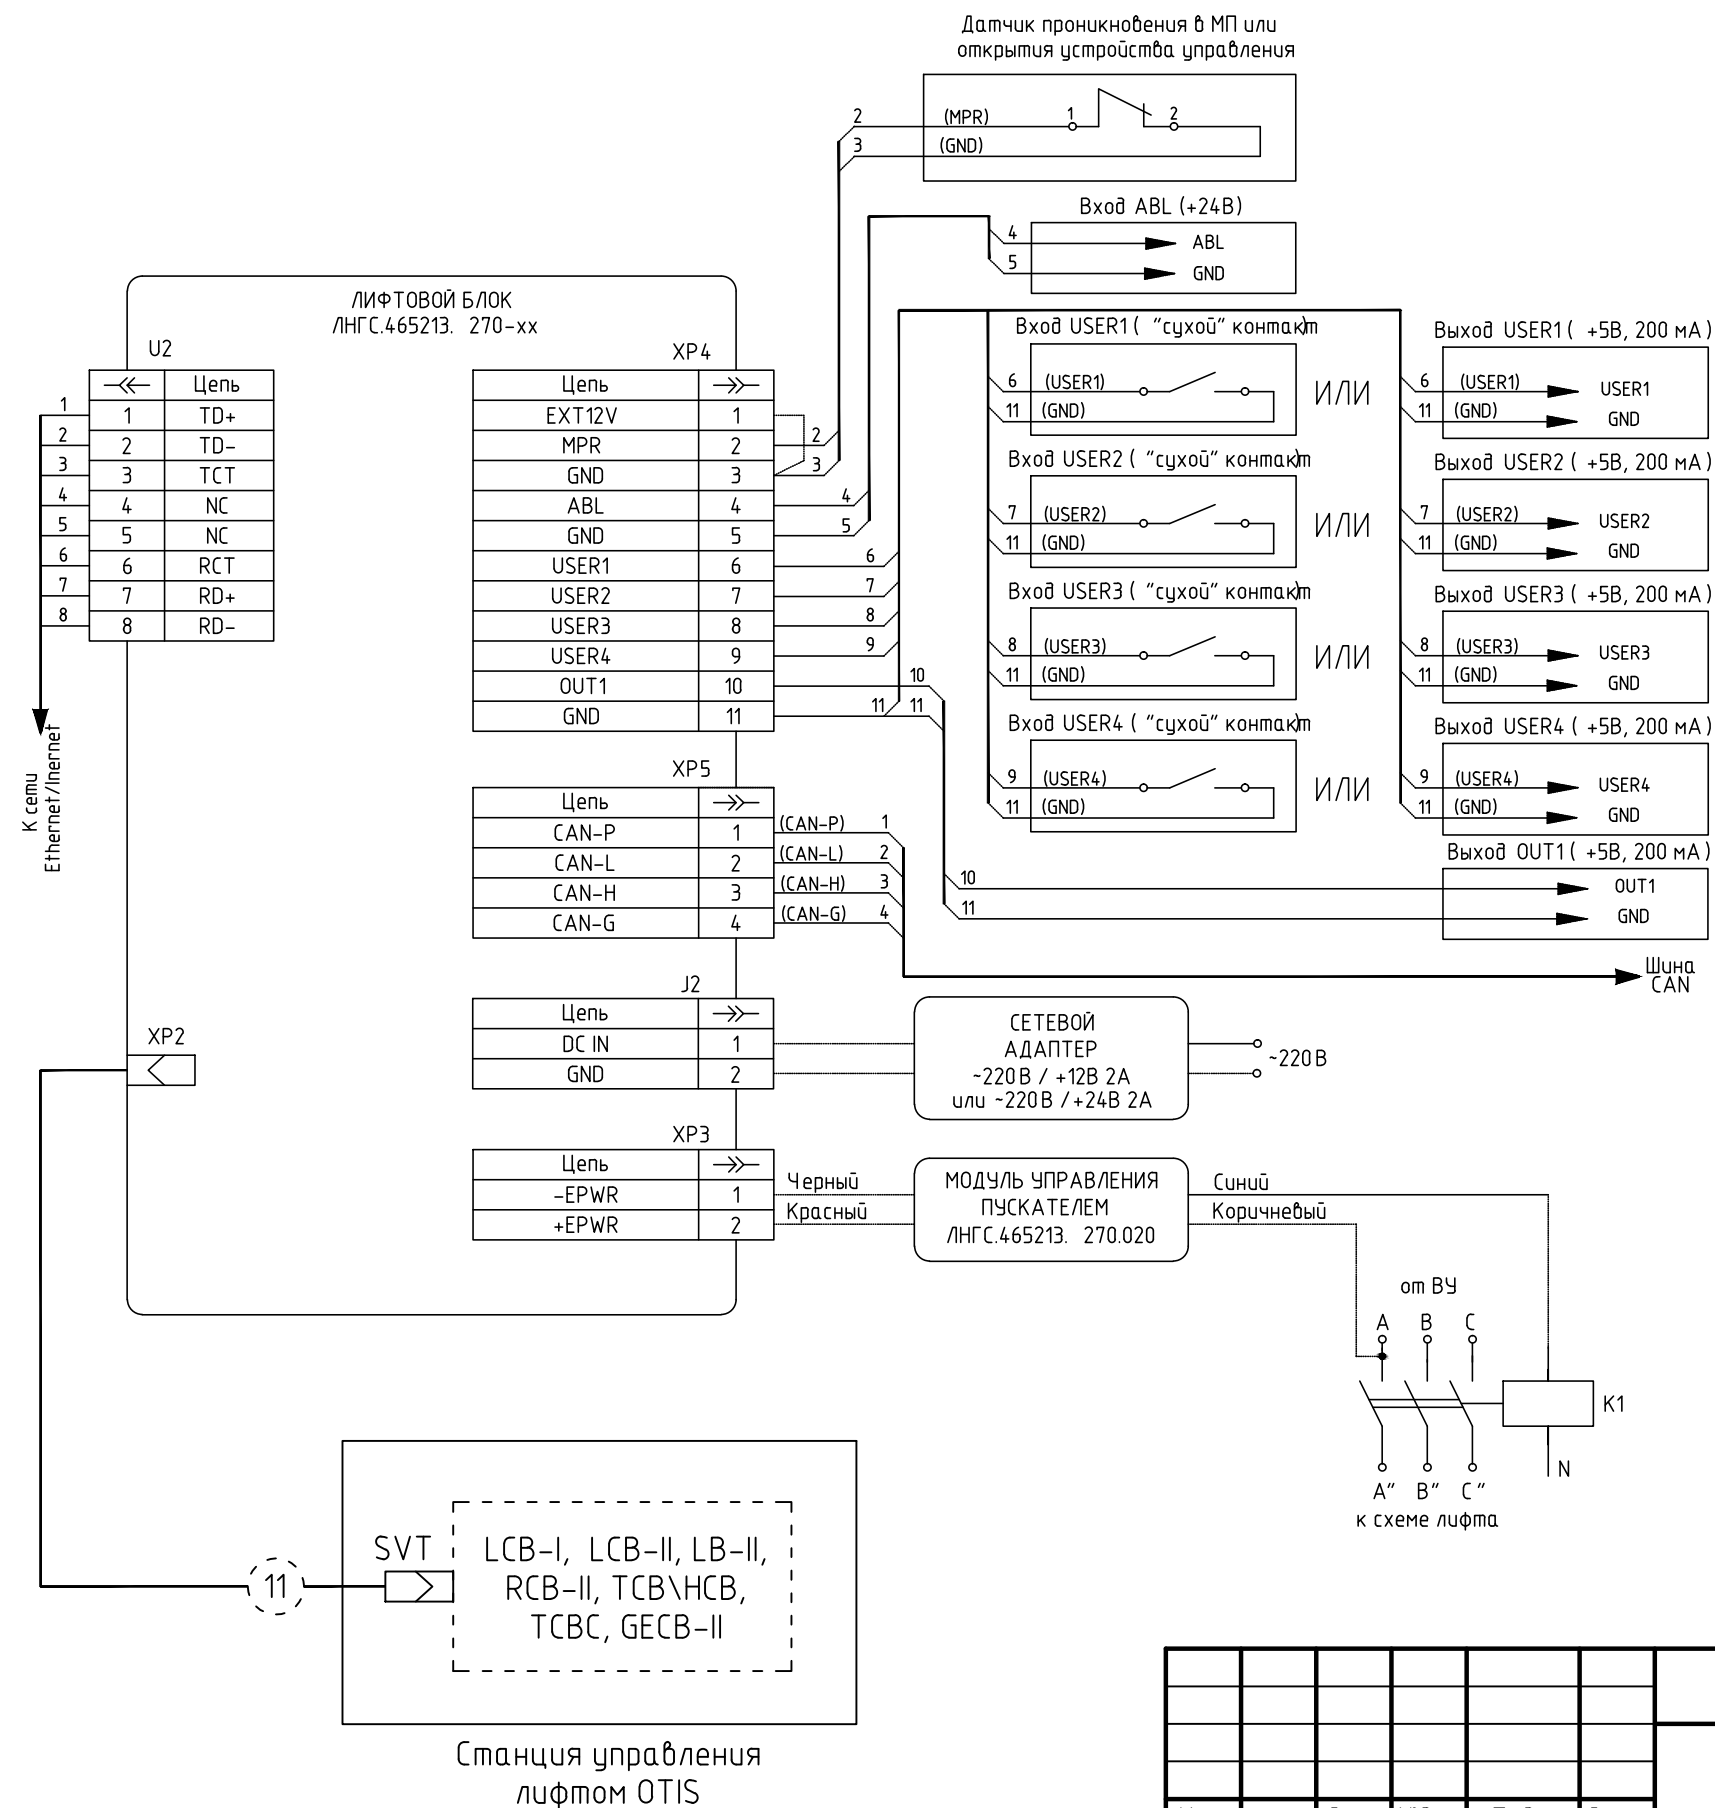 Датчик проникновения в МП или
открытия устройства управления
2 (MPR) 1 2
3 (GND)
Вход ABL (+24В)
4 ABL
5 GND
ЛИФТОВОЙ БЛОК
ЛНГС.465213. 270-хх
U2
Цепь
1 1 TD+
2 2 TD-
3 3 TCT
4 4 NC
5 5 NC
6 6 RCT
7 7 RD+
8 8 RD-
К сети
Ethernet/Inernet
XP4
Цепь
EXT12V 1
MPR 2 2
GND 3 3
ABL 4 4
GND 5 5
USER1 6 6
USER2 7 7
USER3 8 8
USER4 9 9
OUT1 10 10
GND 11 11 11
Вход USER1 ( "сухой" контакт)
6 (USER1)
11 (GND)
ИЛИ
Выход USER1 ( +5В, 200 мА)
6 (USER1) USER1
11 (GND) GND
Вход USER2 ( "сухой" контакт)
7 (USER2)
11 (GND)
ИЛИ
Выход USER2 ( +5В, 200 мА)
7 (USER2) USER2
11 (GND) GND
Вход USER3 ( "сухой" контакт)
8 (USER3)
11 (GND)
ИЛИ
Выход USER3 ( +5В, 200 мА)
8 (USER3) USER3
11 (GND) GND
Вход USER4 ( "сухой" контакт)
9 (USER4)
11 (GND)
ИЛИ
Выход USER4 ( +5В, 200 мА)
9 (USER4) USER4
11 (GND) GND
Выход OUT1 ( +5В, 200 мА)
10 OUT1
11 GND
XP5
Цепь
CAN-P 1 (CAN-P) 1
CAN-L 2 (CAN-L) 2
CAN-H 3 (CAN-H) 3
CAN-G 4 (CAN-G) 4
Шина
CAN
J2
Цепь
DC IN 1
GND 2
СЕТЕВОЙ
АДАПТЕР
~220В / +12В 2А
или ~220В /+24В 2А
~220В
XP2
XP3
Цепь
-EPWR 1 Черный
+EPWR 2 Красный
МОДУЛЬ УПРАВЛЕНИЯ
ПУСКАТЕЛЕМ
ЛНГС.465213. 270.020
Синий
Коричневый
от ВУ
A B C
K1
N
A" B" C"
к схеме лифта
11
SVT
LCB-I, LCB-II, LB-II,
RCB-II, TCB\HCB,
TCBC, GECB-II
Станция управления
лифтом OTIS